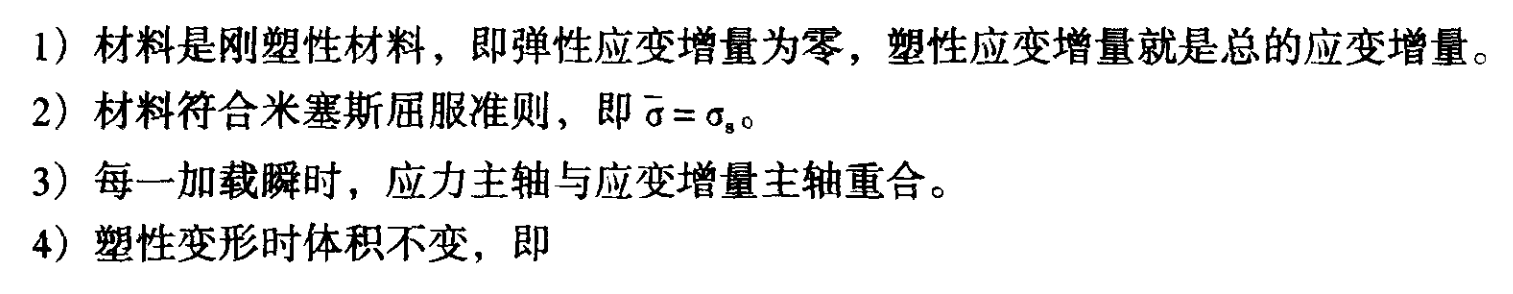 1）材料是刚塑性材料，即弹性应变增量为零，塑性应变增量就是总的应变增量。
2）材料符合米塞斯屈服准则，即 σ̄ = σₛ。
3）每一加载瞬时，应力主轴与应变增量主轴重合。
4）塑性变形时体积不变，即